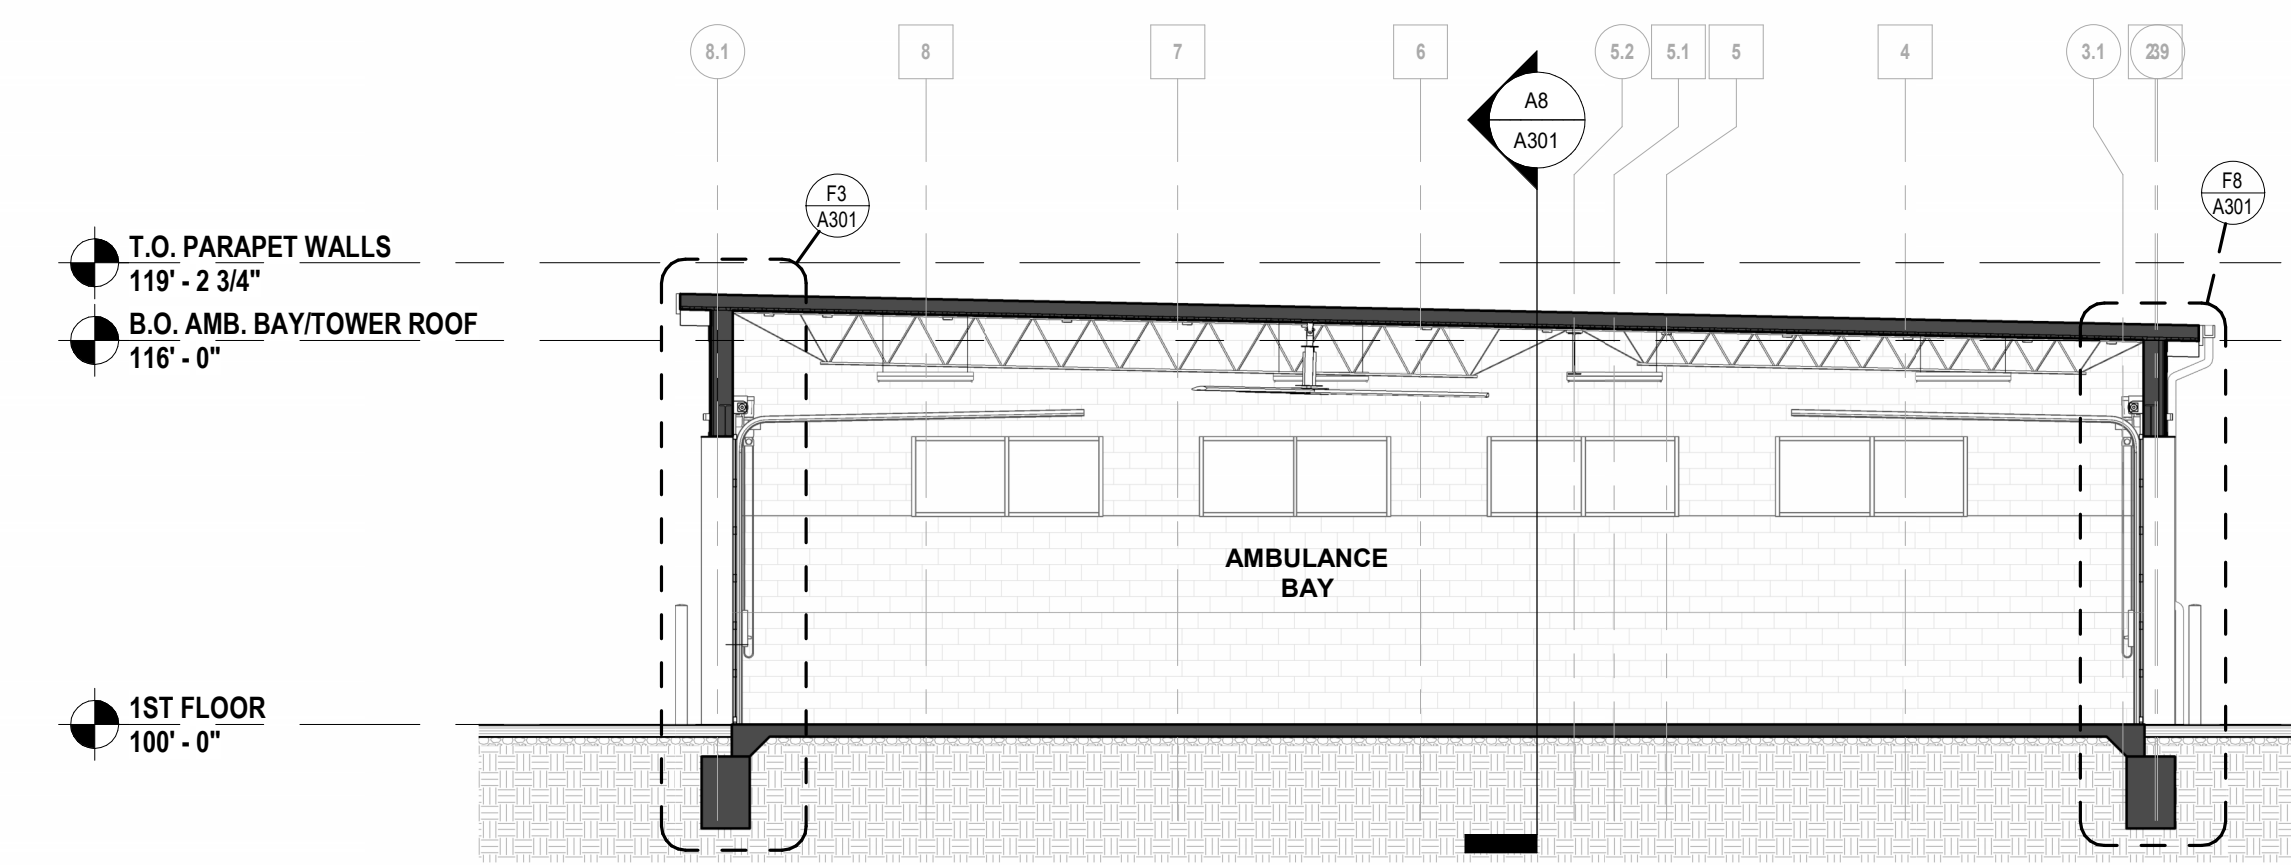 8.1
8
7
6
5.2
5.1
5
4
3.1
A8
A301
F3
A301
F8
A301
T.O. PARAPET WALLS
119' - 2 3/4"
B.O. AMB. BAY/TOWER ROOF
116' - 0"
AMBULANCE
BAY
1ST FLOOR
100' - 0"